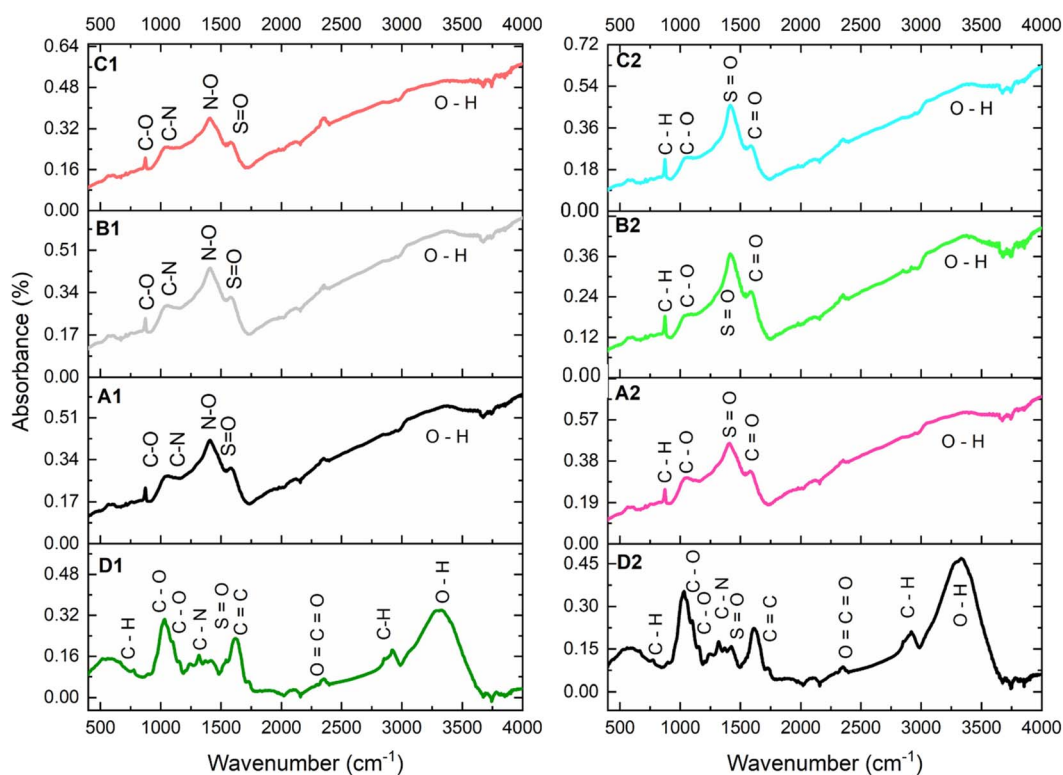 500 1000 1500 2000 2500 3000 3500 4000
500 1000 1500 2000 2500 3000 3500 4000
Absorbance (%)
C1
0.64
0.48
0.32
0.16
0.00
C-O
C-N
N-O
S=O
O - H
C2
0.72
0.54
0.36
0.18
0.00
C - H
C - O
S = O
C = O
O - H
B1
0.51
0.34
0.17
0.00
C-O
C-N
N-O
S=O
O - H
B2
0.36
0.24
0.12
0.00
C - H
C - O
S = O
C = O
O - H
A1
0.51
0.34
0.17
0.00
C-O
C-N
N-O
S=O
O - H
A2
0.57
0.38
0.19
0.00
C - H
C - O
S = O
C = O
O - H
D1
0.48
0.32
0.16
0.00
C - H
C - O
C - O
C - N
S = O
C = C
O = C = O
C-H
O - H
D2
0.45
0.30
0.15
0.00
C - H
C - O
C - O
C - N
S = O
C = C
O = C = O
C - H
O - H
500 1000 1500 2000 2500 3000 3500 4000
500 1000 1500 2000 2500 3000 3500 4000
Wavenumber (cm-1)
Wavenumber (cm-1)